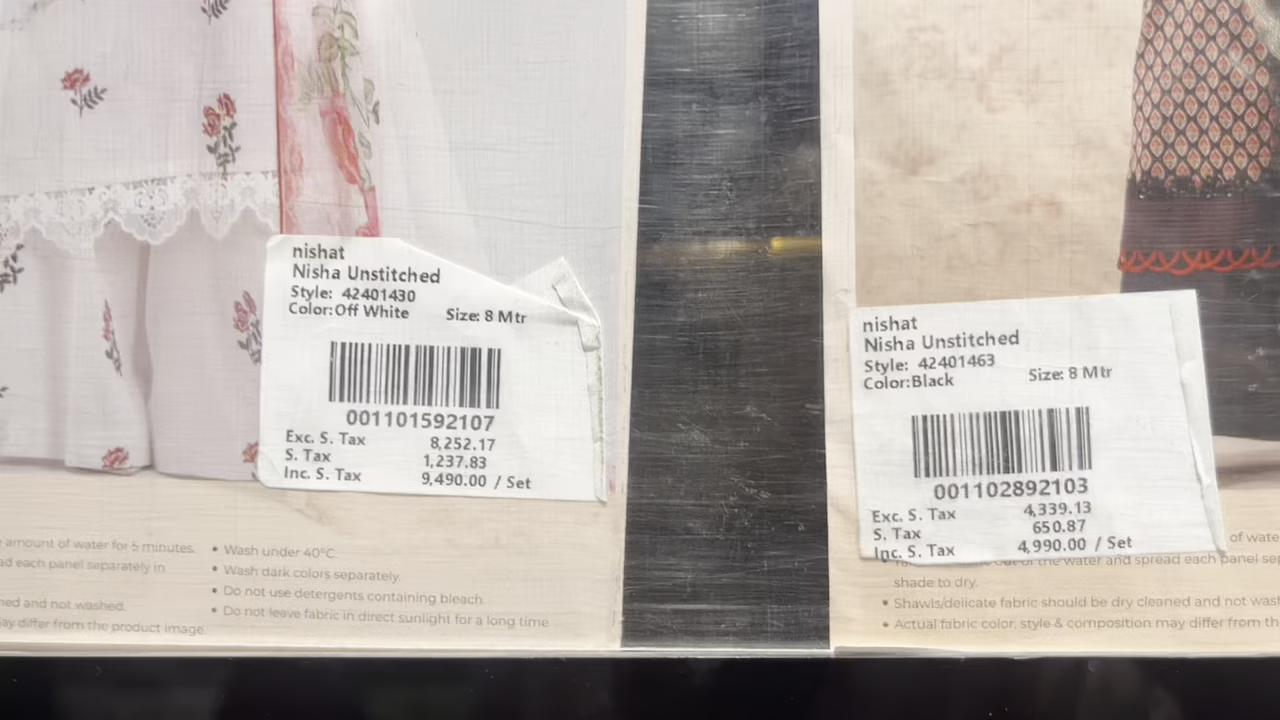 nishat
Nisha Unstitched
Style: 42401430
Color:Off White Size: 8 Mtr
001101592107
Exc. S. Tax 8,252.17
S. Tax 1,237.83
Inc. S. Tax 9,490.00 / Set
amount of water for 5 minutes.
ad each panel separately in
ned and not washed.
ay differ from the product image.
• Wash under 40°C.
• Wash dark colors separately.
• Do not use detergents containing bleach.
• Do not leave fabric in direct sunlight for a long time
nishat
Nisha Unstitched
Style: 42401463
Color:Black Size: 8 Mtr
001102892103
Exc. S. Tax 4,339.13
S. Tax 650.87
Inc. S. Tax 4,990.00 / Set
of wate
out of the water and spread each panel sep
shade to dry.
• Shawls/delicate fabric should be dry cleaned and not wash
• Actual fabric color, style & composition may differ from th